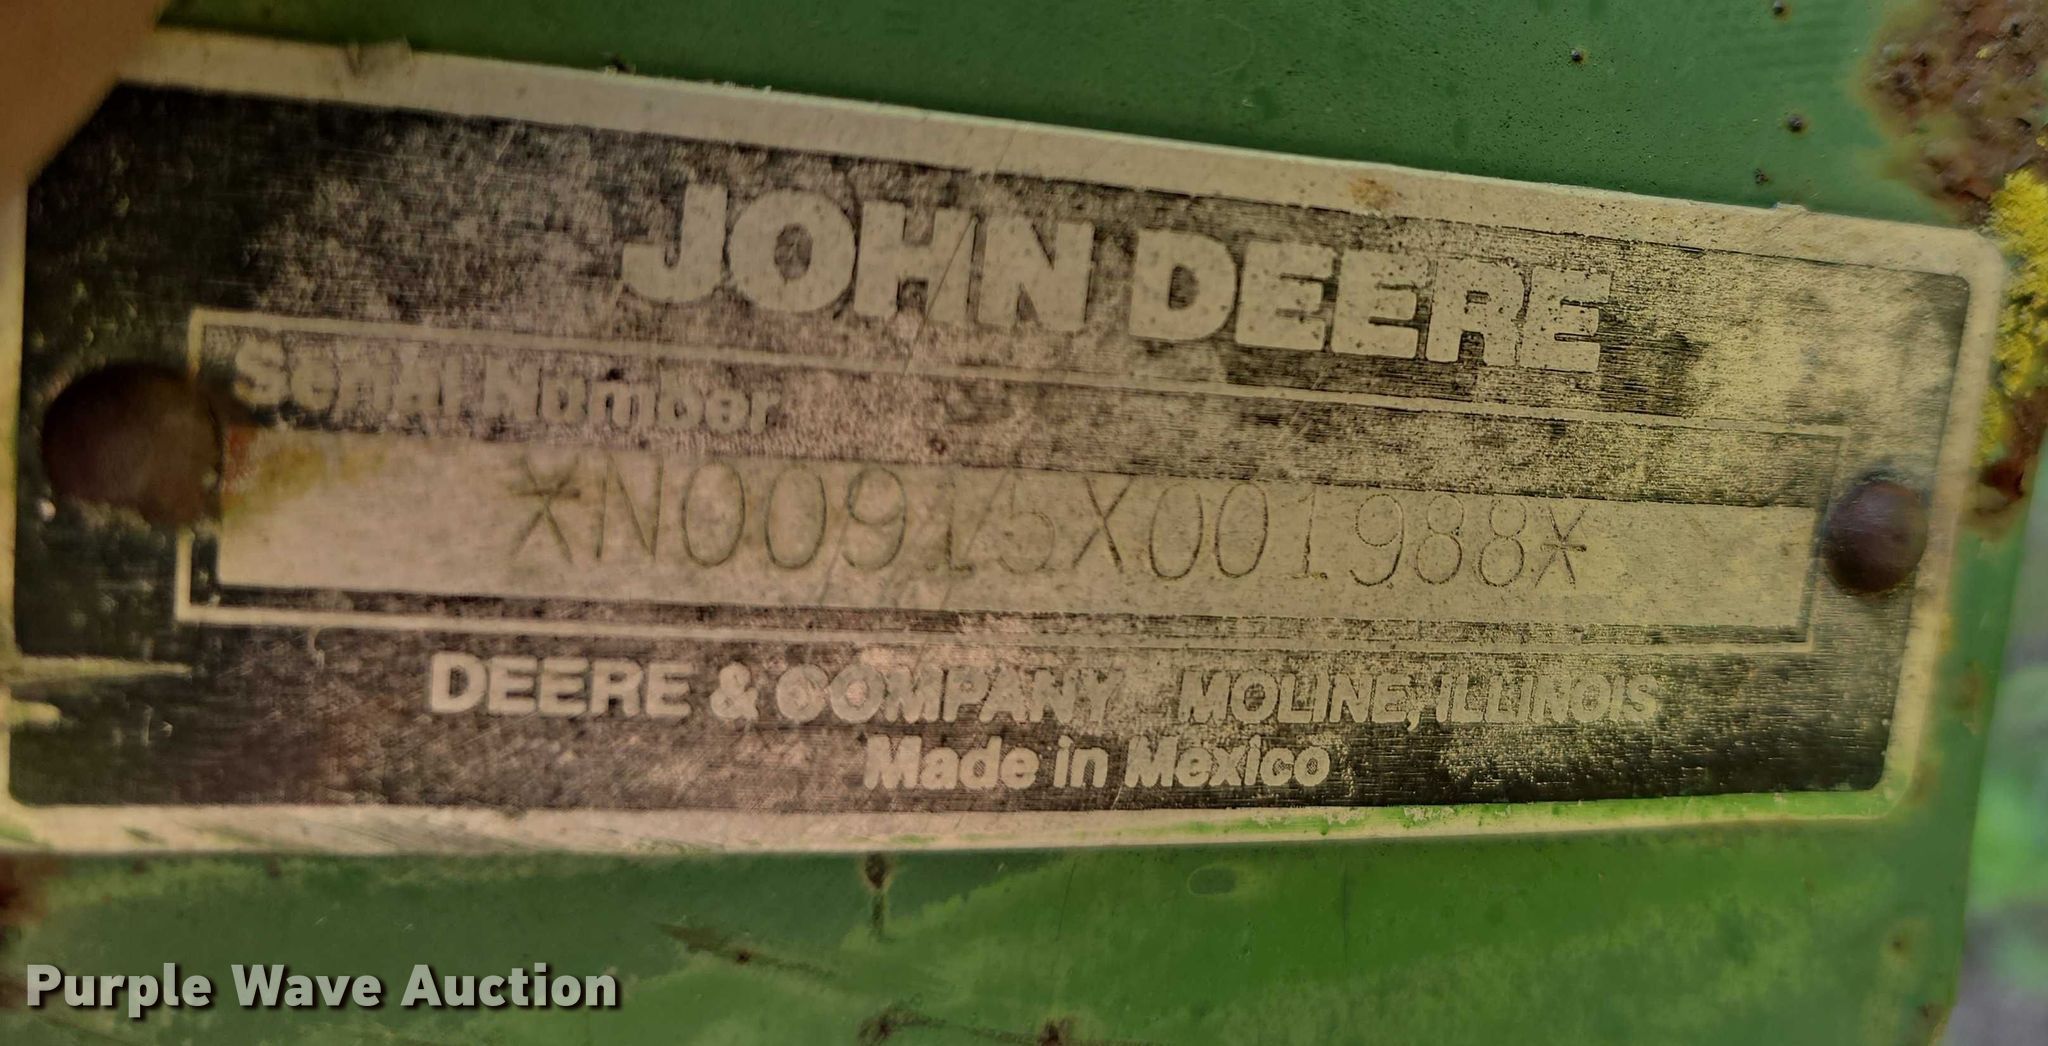 JOHN DEERE
Serial Number
*N00915X001988*
DEERE & COMPANY MOLINE, ILLINOIS
Made in Mexico
Purple Wave Auction